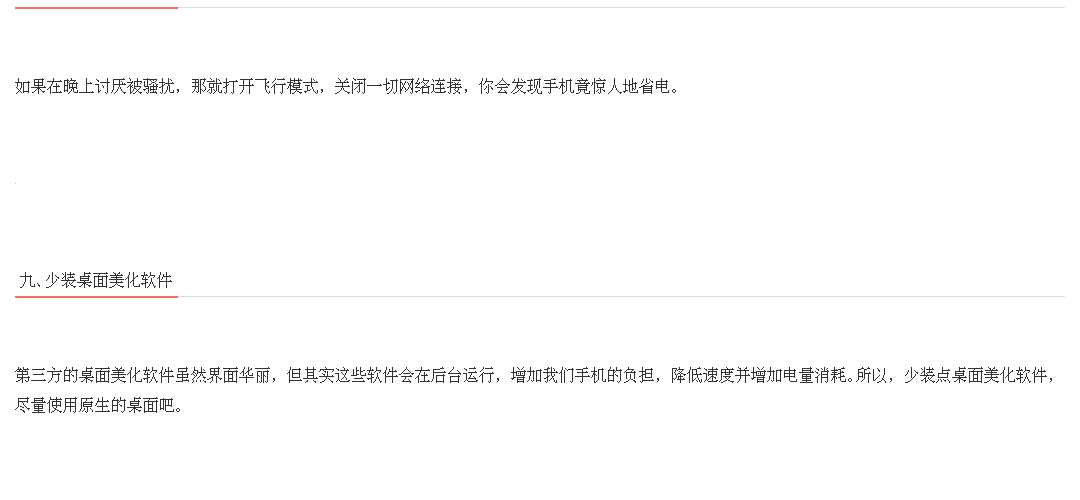 如果在晚上讨厌被骚扰，那就打开飞行模式，关闭一切网络连接，你会发现手机竟惊人地省电。
九、少装桌面美化软件
第三方的桌面美化软件虽然界面华丽，但其实这些软件会在后台运行，增加我们手机的负担，降低速度并增加电量消耗。所以，少装点桌面美化软件，
尽量使用原生的桌面吧。